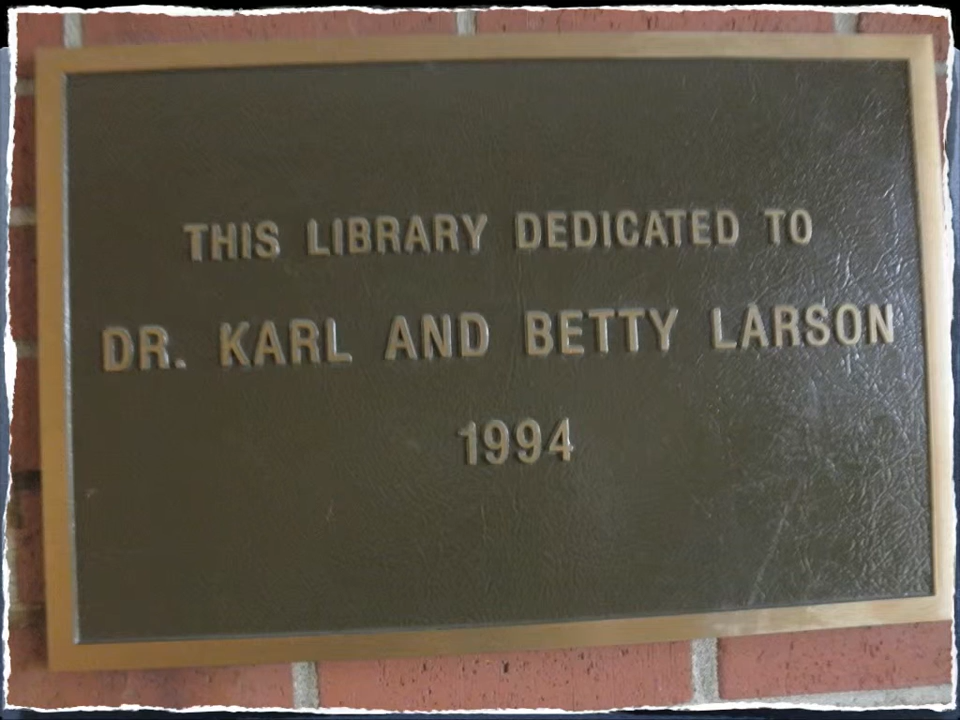 THIS LIBRARY DEDICATED TO
DR. KARL AND BETTY LARSON
1994